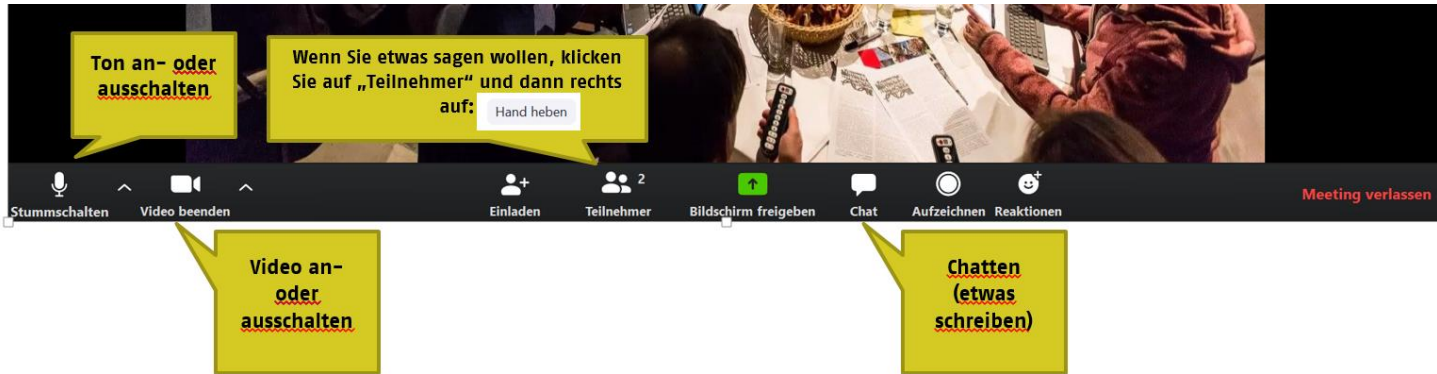 Ton an- oder
ausschalten
Wenn Sie etwas sagen wollen, klicken
Sie auf „Teilnehmer“ und dann rechts
auf: Hand heben
Stummschalten
Video beenden
Einladen
Teilnehmer
2
Bildschirm freigeben
Chat
Aufzeichnen
Reaktionen
Meeting verlassen
Video an-
oder
ausschalten
Chatten
(etwas
schreiben)